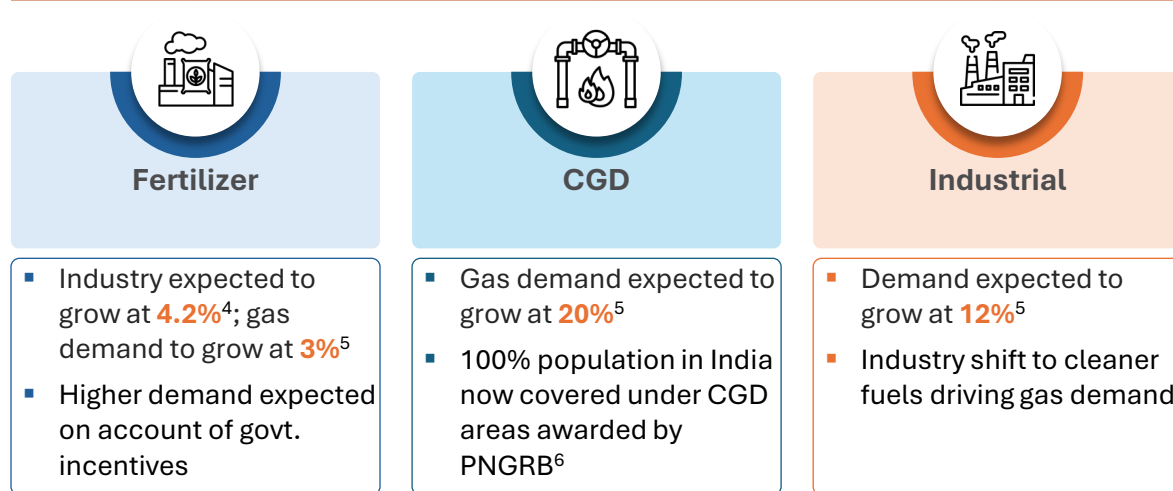 Fertilizer
Industry expected to
grow at 4.2%⁴; gas
demand to grow at 3%⁵
Higher demand expected
on account of govt.
incentives
CGD
Gas demand expected to
grow at 20%⁵
100% population in India
now covered under CGD
areas awarded by
PNGRB⁶
Industrial
Demand expected to
grow at 12%⁵
Industry shift to cleaner
fuels driving gas demand